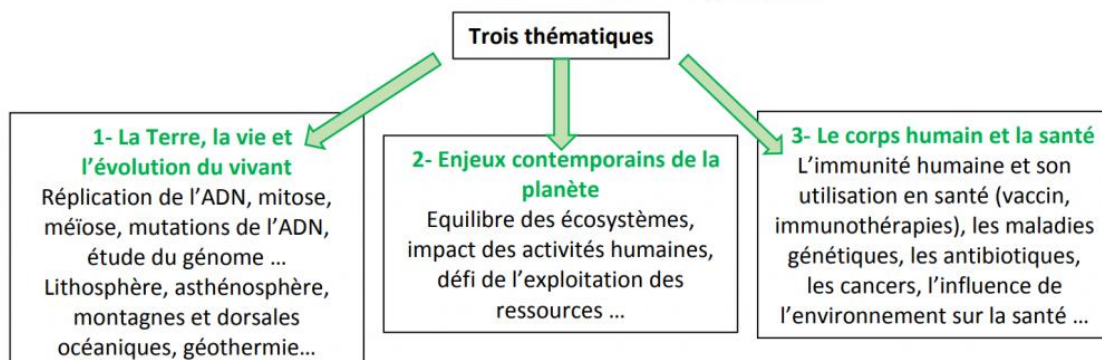 Trois thématiques
1- La Terre, la vie et
l’évolution du vivant
Réplication de l’ADN, mitose,
méïose, mutations de l’ADN,
étude du génome …
Lithosphère, asthénosphère,
montagnes et dorsales
océaniques, géothermie…
2- Enjeux contemporains de la
planète
Equilibre des écosystèmes,
impact des activités humaines,
défi de l’exploitation des
ressources …
3- Le corps humain et la santé
L’immunité humaine et son
utilisation en santé (vaccin,
immunothérapies), les maladies
génétiques, les antibiotiques,
les cancers, l’influence de
l’environnement sur la santé …